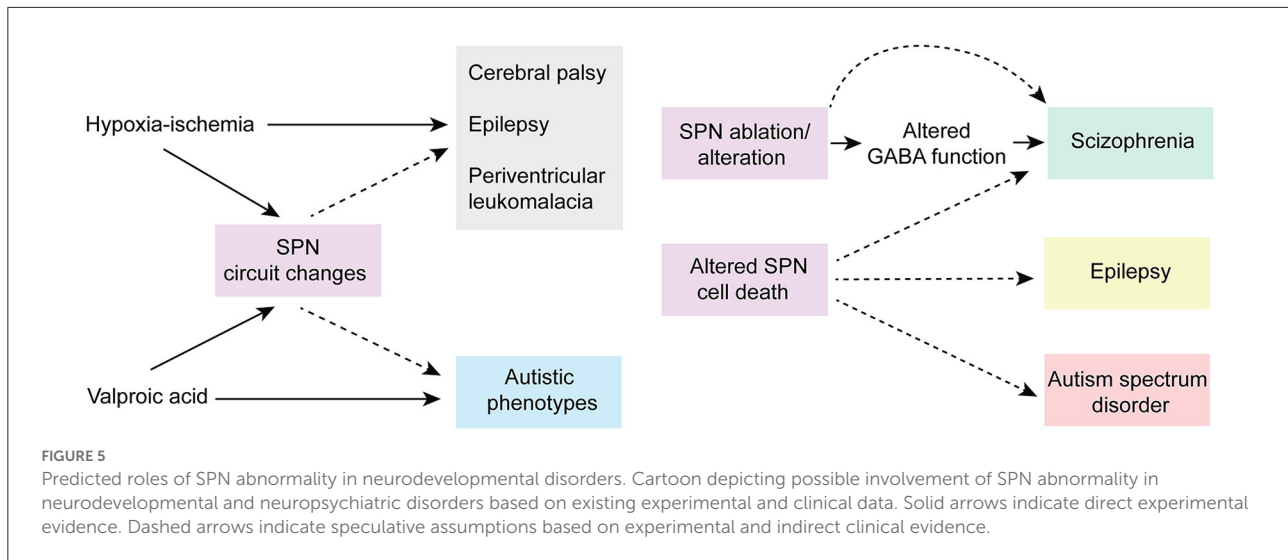 Hypoxia-ischemia
Cerebral palsy
Epilepsy
Periventricular
leukomalacia
SPN
circuit changes
Valproic acid
Autistic
phenotypes
SPN ablation/
alteration
Altered
GABA function
Scizophrenia
Altered SPN
cell death
Epilepsy
Autism spectrum
disorder
FIGURE 5
Predicted roles of SPN abnormality in neurodevelopmental disorders. Cartoon depicting possible involvement of SPN abnormality in
neurodevelopmental and neuropsychiatric disorders based on existing experimental and clinical data. Solid arrows indicate direct experimental
evidence. Dashed arrows indicate speculative assumptions based on experimental and indirect clinical evidence.